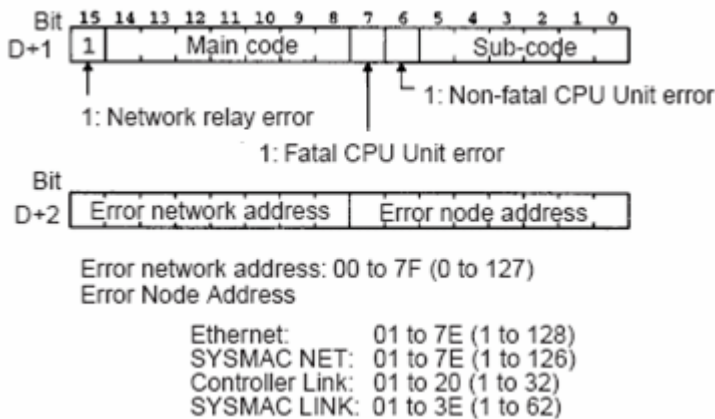 Bit 15 14 13 12 11 10 9 8 7 6 5 4 3 2 1 0
D+1 1 Main code Sub-code
1: Non-fatal CPU Unit error
1: Network relay error
1: Fatal CPU Unit error
Bit
D+2 Error network address Error node address
Error network address: 00 to 7F (0 to 127)
Error Node Address
Ethernet: 01 to 7E (1 to 128)
SYSMAC NET: 01 to 7E (1 to 126)
Controller Link: 01 to 20 (1 to 32)
SYSMAC LINK: 01 to 3E (1 to 62)